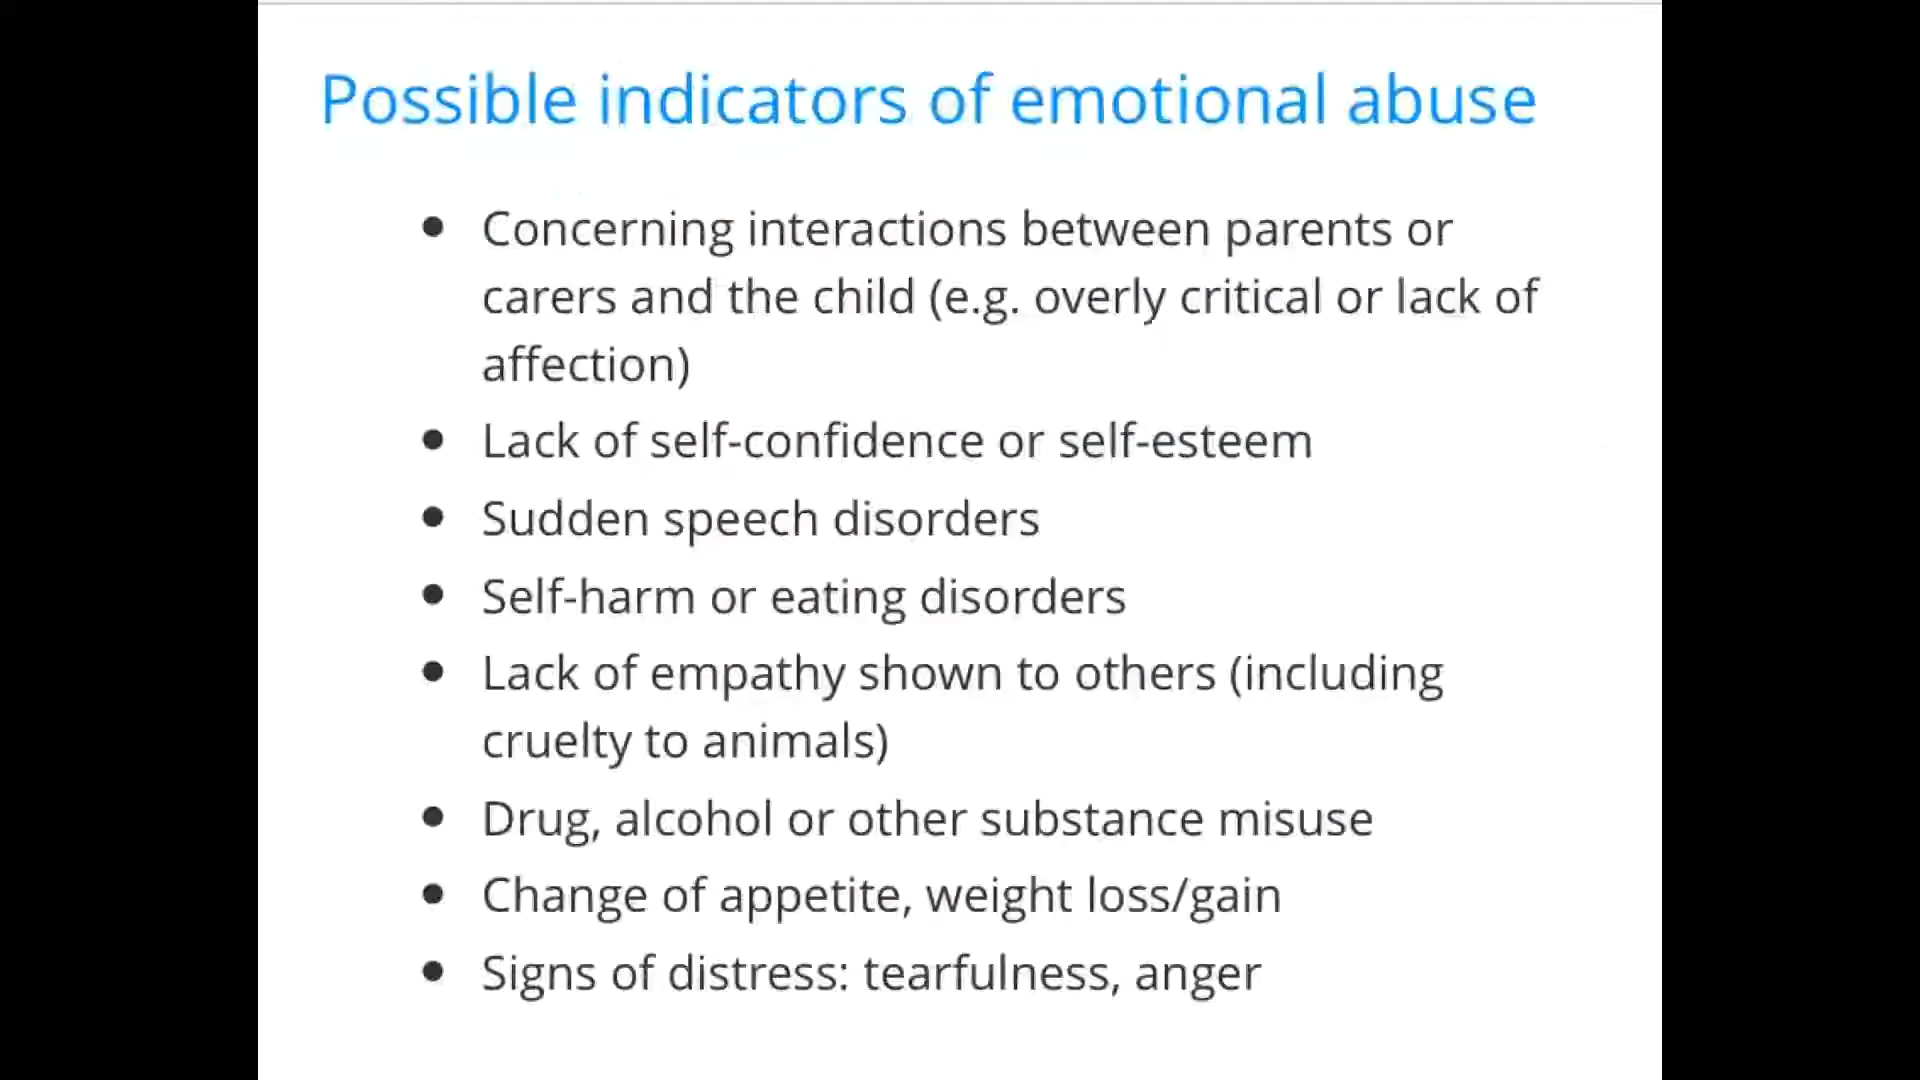 Possible indicators of emotional abuse
● Concerning interactions between parents or
carers and the child (e.g. overly critical or lack of
affection)
● Lack of self-confidence or self-esteem
● Sudden speech disorders
● Self-harm or eating disorders
● Lack of empathy shown to others (including
cruelty to animals)
● Drug, alcohol or other substance misuse
● Change of appetite, weight loss/gain
● Signs of distress: tearfulness, anger